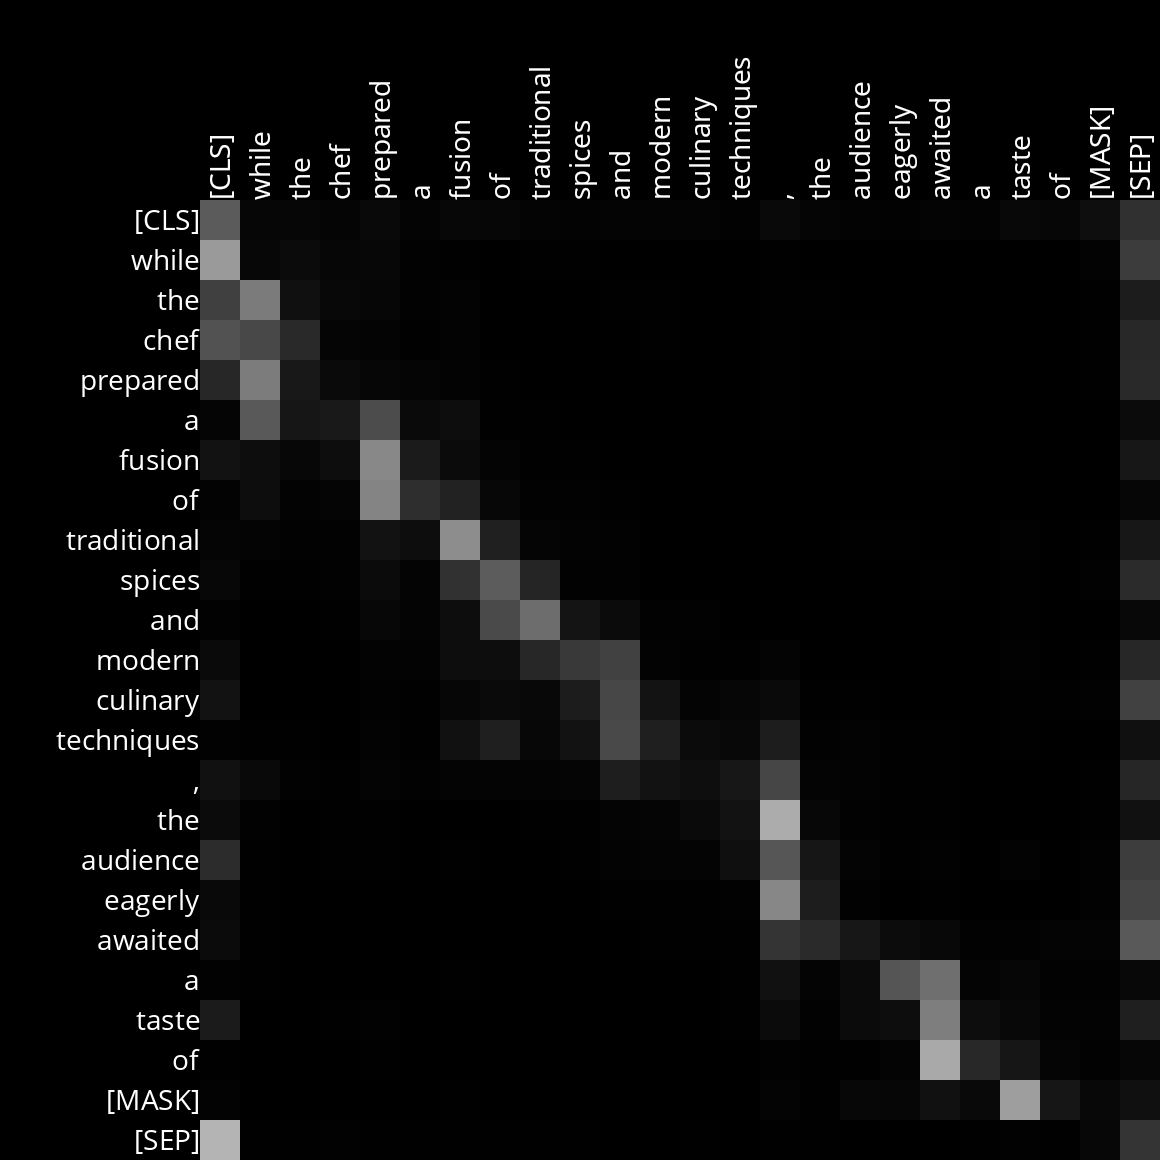 [CLS] while the chef prepared a fusion of traditional spices and modern culinary techniques , the audience eagerly awaited a taste of [MASK] [SEP]
[CLS]
while
the
chef
prepared
a
fusion
of
traditional
spices
and
modern
culinary
techniques
,
the
audience
eagerly
awaited
a
taste
of
[MASK]
[SEP]